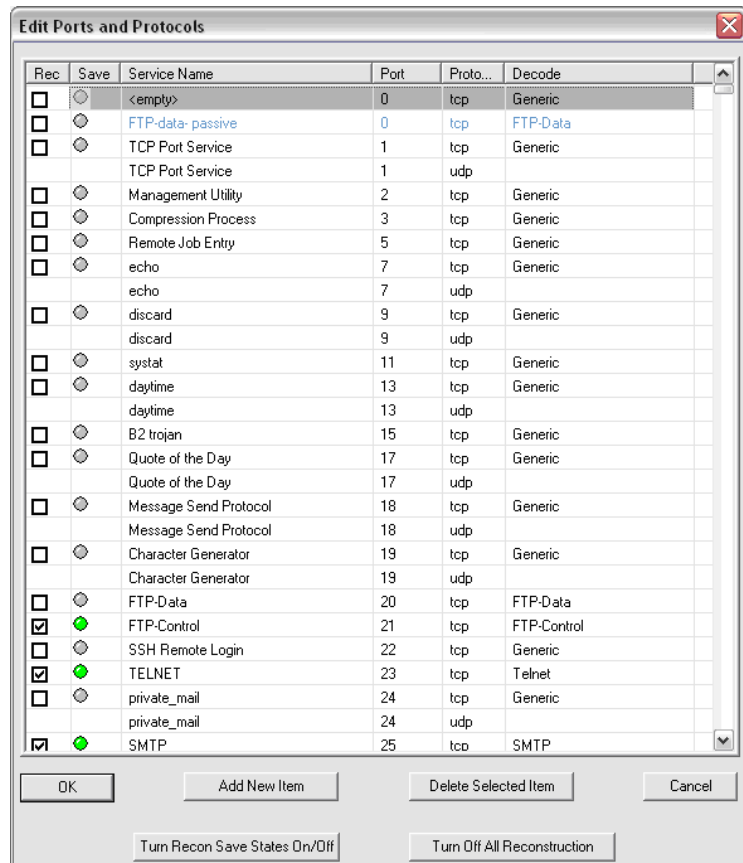 Edit Ports and Protocols
Rec Save Service Name Port Proto... Decode
<empty> 0 tcp Generic
FTP-data- passive 0 tcp FTP-Data
TCP Port Service 1 tcp Generic
TCP Port Service 1 udp
Management Utility 2 tcp Generic
Compression Process 3 tcp Generic
Remote Job Entry 5 tcp Generic
echo 7 tcp Generic
echo 7 udp
discard 9 tcp Generic
discard 9 udp
systat 11 tcp Generic
daytime 13 tcp Generic
daytime 13 udp
B2 trojan 15 tcp Generic
Quote of the Day 17 tcp Generic
Quote of the Day 17 udp
Message Send Protocol 18 tcp Generic
Message Send Protocol 18 udp
Character Generator 19 tcp Generic
Character Generator 19 udp
FTP-Data 20 tcp FTP-Data
FTP-Control 21 tcp FTP-Control
SSH Remote Login 22 tcp Generic
TELNET 23 tcp Telnet
private_mail 24 tcp Generic
private_mail 24 udp
SMTP 25 tcp SMTP
OK Add New Item Delete Selected Item Cancel
Turn Recon Save States On/Off Turn Off All Reconstruction